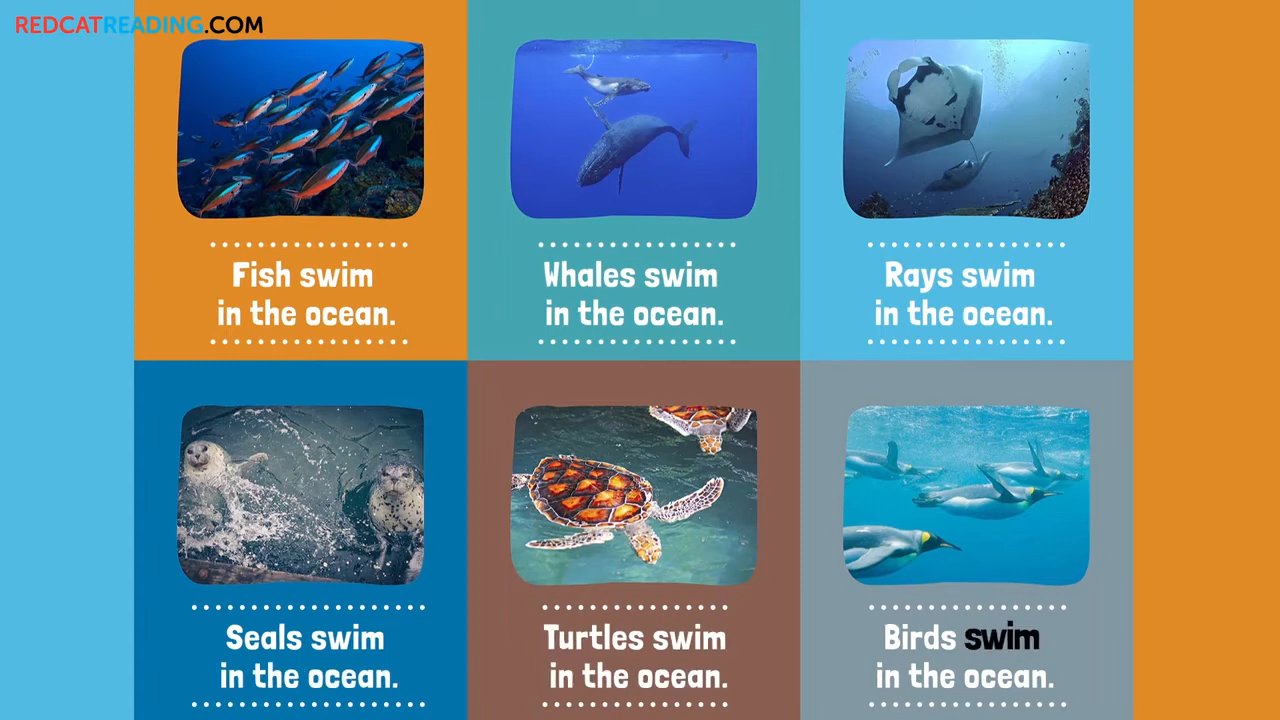 REDCATREADING.COM
Fish swim
in the ocean.
Whales swim
in the ocean.
Rays swim
in the ocean.
Seals swim
in the ocean.
Turtles swim
in the ocean.
Birds swim
in the ocean.